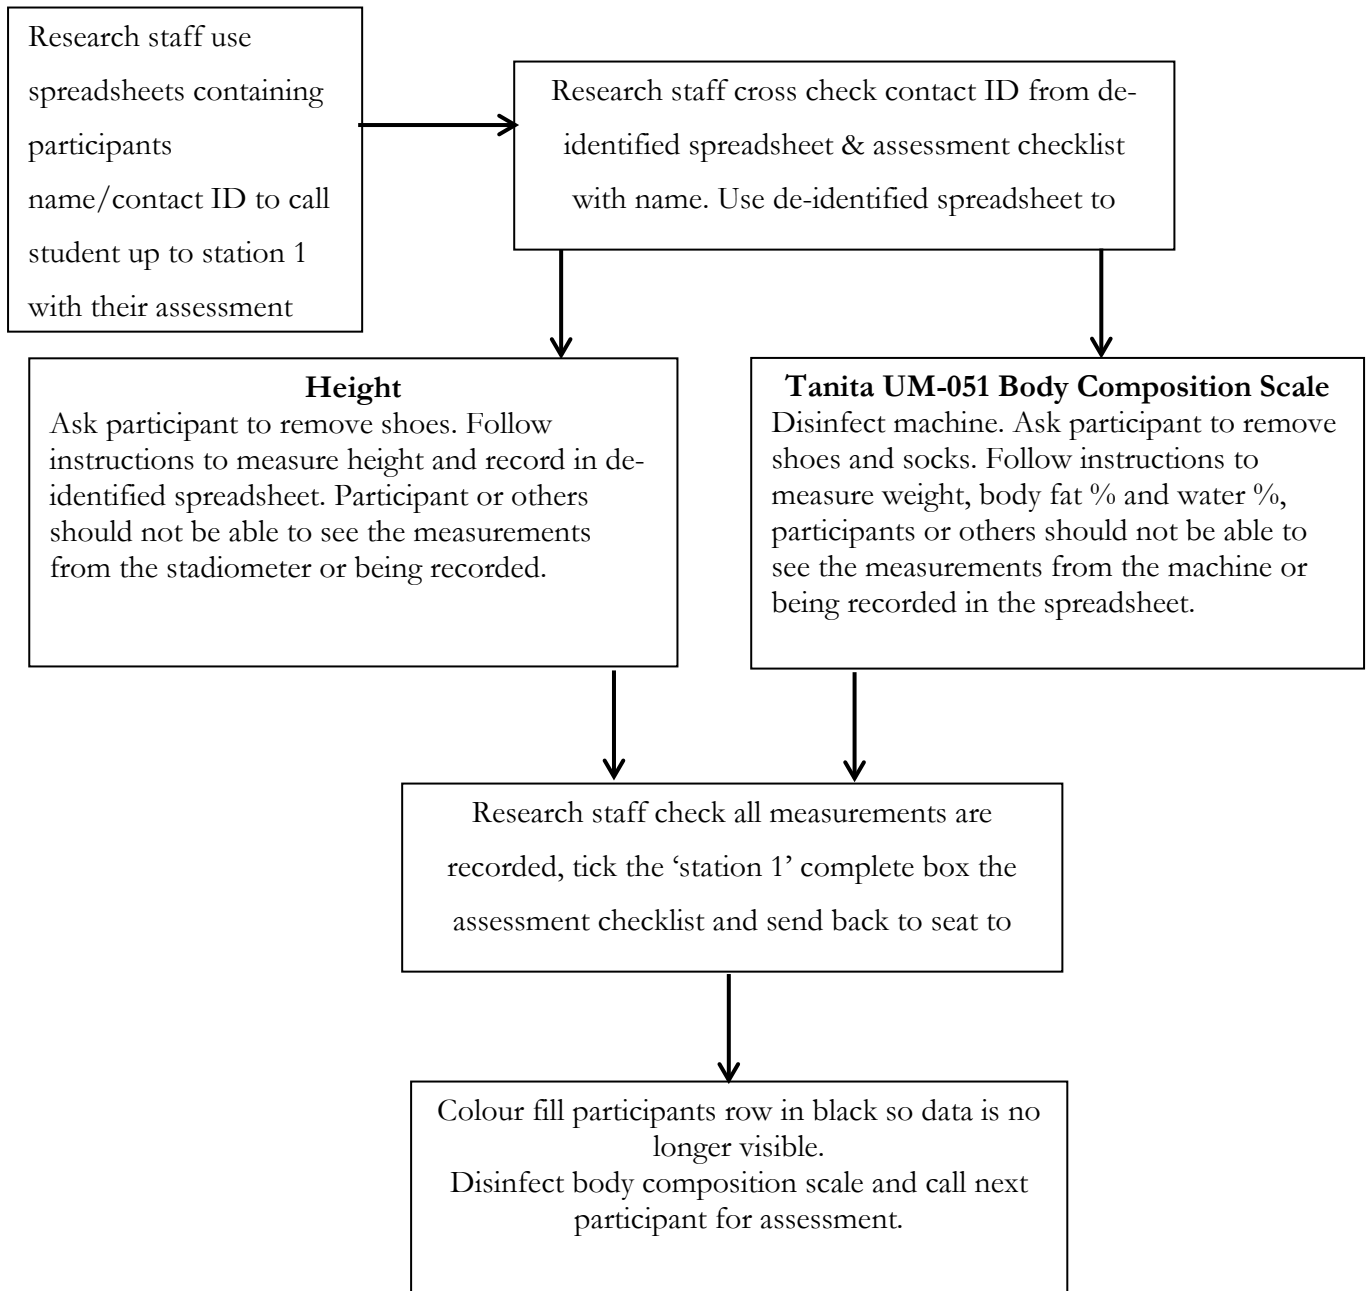 Research staff use
spreadsheets containing
participants
name/contact ID to call
student up to station 1
with their assessment
Research staff cross check contact ID from de-
identified spreadsheet & assessment checklist
with name. Use de-identified spreadsheet to
Height
Ask participant to remove shoes. Follow
instructions to measure height and record in de-
identified spreadsheet. Participant or others
should not be able to see the measurements
from the stadiometer or being recorded.
Tanita UM-051 Body Composition Scale
Disinfect machine. Ask participant to remove
shoes and socks. Follow instructions to
measure weight, body fat % and water %,
participants or others should not be able to
see the measurements from the machine or
being recorded in the spreadsheet.
Research staff check all measurements are
recorded, tick the ‘station 1’ complete box the
assessment checklist and send back to seat to
Colour fill participants row in black so data is no
longer visible.
Disinfect body composition scale and call next
participant for assessment.